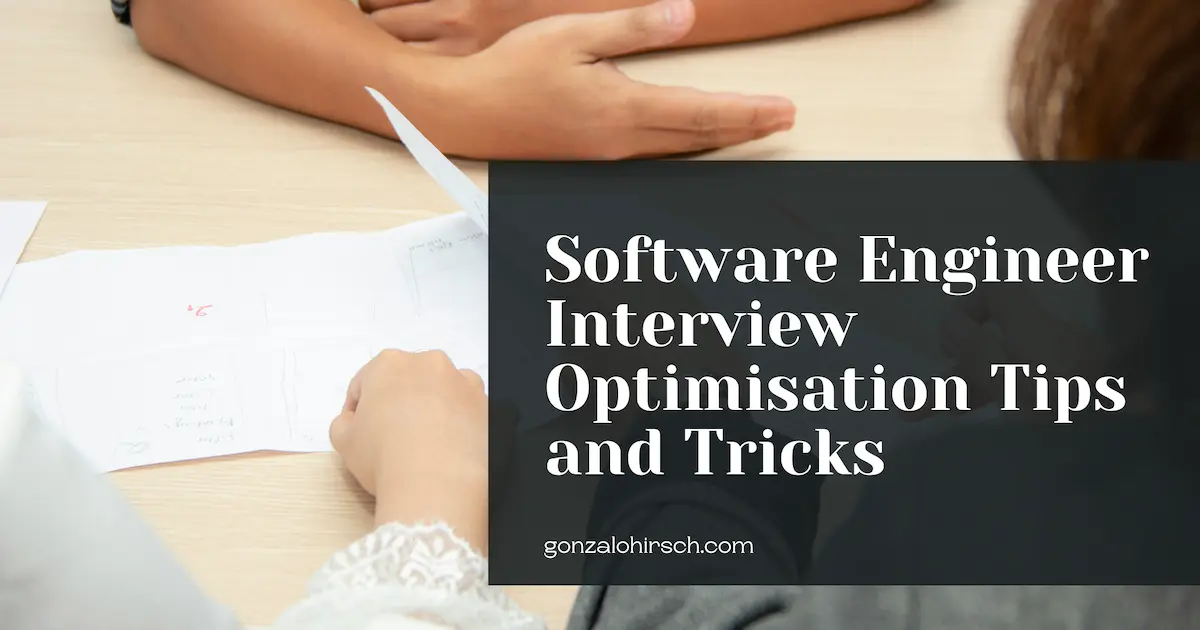 Software Engineer
Interview
Optimisation Tips
and Tricks
gonzalohirsch.com